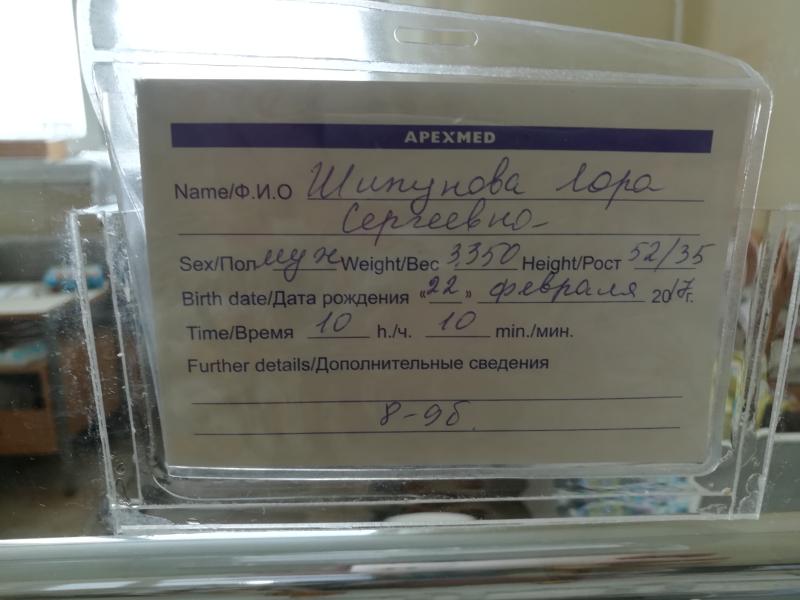 APEXMED
Name/Ф.И.О Шипунова Лора
Сергеевна
Sex/Пол муж Weight/Вес 3350 Height/Рост 52/35
Birth date/Дата рождения «22» февраля 2017г.
Time/Время 10 h./ч. 10 min./мин.
Further details/Дополнительные сведения
8-9б.